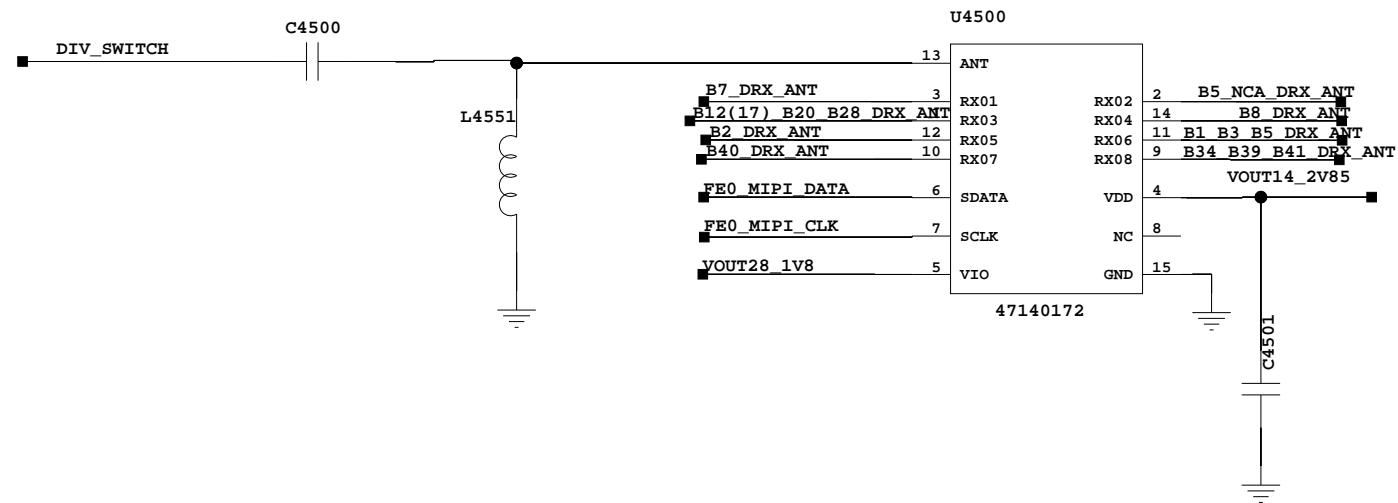 U4500
C4500
DIV_SWITCH
13 ANT
B7_DRX_ANT 3 RX01 RX02 2 B5_NCA_DRX_ANT
B12(17)_B20_B28_DRX_ANT RX03 RX04 14 B8_DRX_ANT
L4551
B2_DRX_ANT 12 RX05 RX06 11 B1_B3_B5_DRX_ANT
B40_DRX_ANT 10 RX07 RX08 9 B34_B39_B41_DRX_ANT
VOUT14_2V85
FE0_MIPI_DATA 6 SDATA VDD 4
FE0_MIPI_CLK 7 SCLK NC 8
VOUT28_1V8 5 VIO GND 15
47140172
C4501